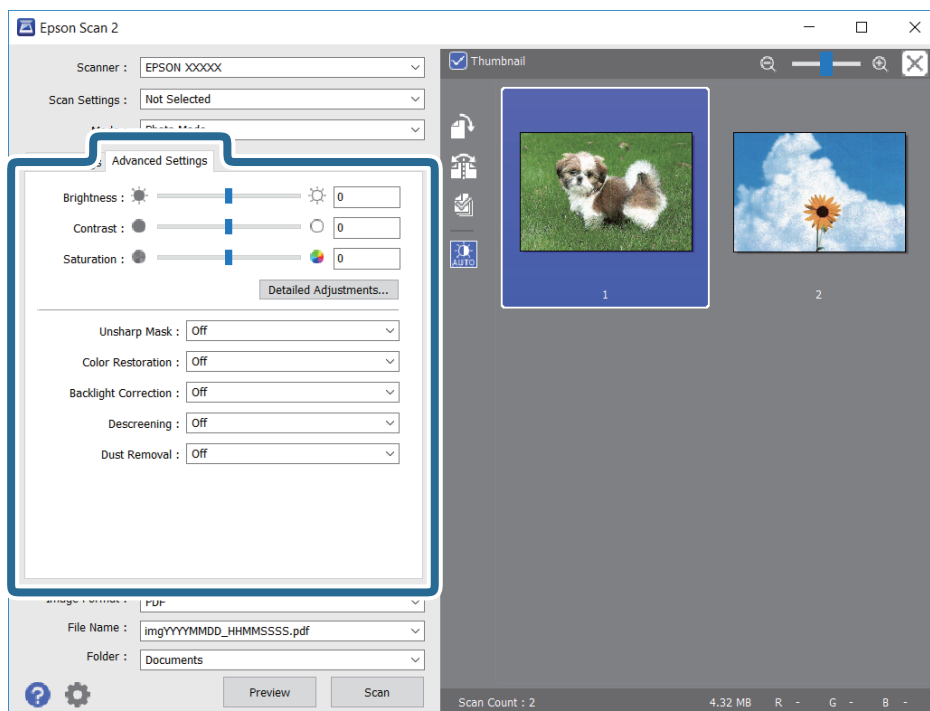 Epson Scan 2
Scanner : EPSON XXXXX
Scan Settings : Not Selected
Advanced Settings
Brightness : 0
Contrast : 0
Saturation : 0
Detailed Adjustments...
Unsharp Mask : Off
Color Restoration : Off
Backlight Correction : Off
Descreening : Off
Dust Removal : Off
PDF
File Name : imgYYYYMMDD_HHMMSSSS.pdf
Folder : Documents
?
Preview Scan
Thumbnail
AUTO
1 2
Scan Count : 2 4.32 MB R - G - B -